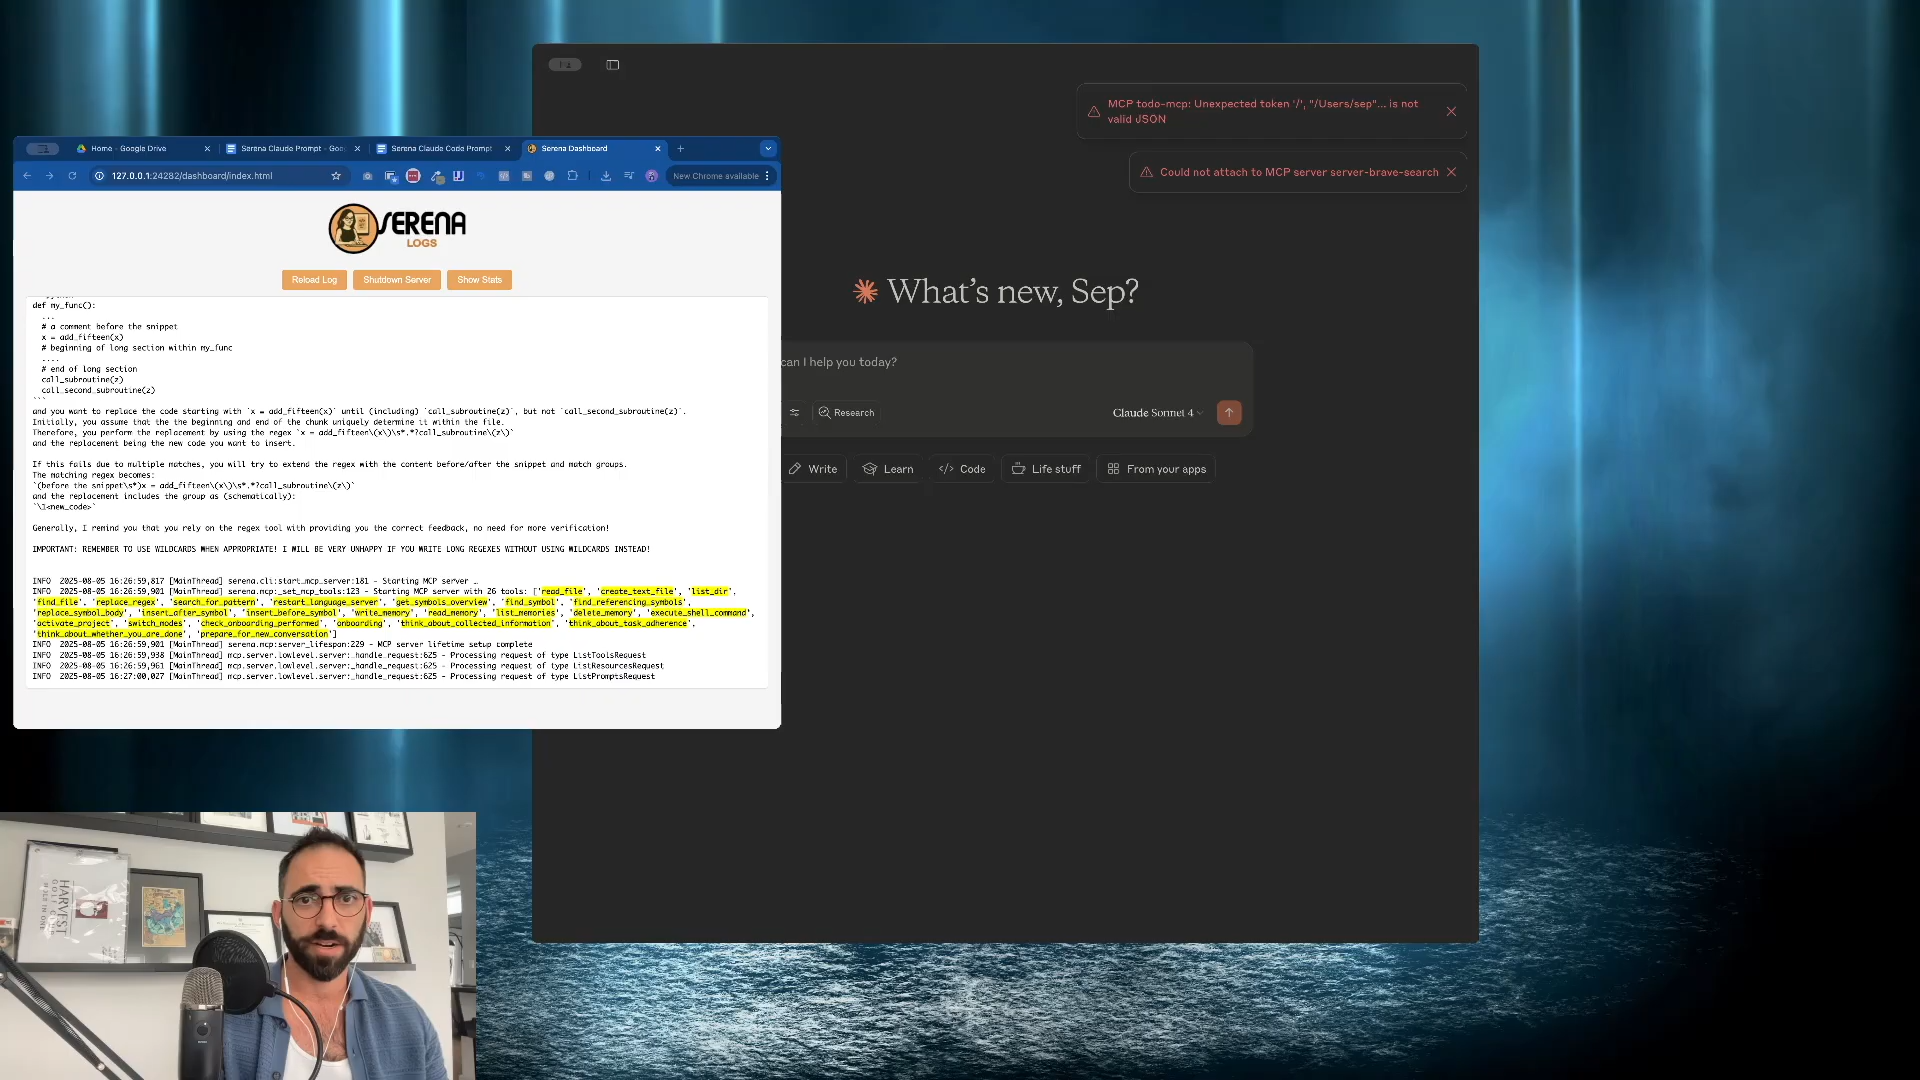 Home - Google Drive
Serena Claude Prompt - Goo
Serena Claude Code Prompt
Serena Dashboard
127.0.0.1:24282/dashboard/index.html
New Chrome available
SERENA
LOGS
Reload Log
Shutdown Server
Show Stats
def my_func():
...
# a comment before the snippet
x = add_fifteen(x)
# beginning of long section within my_func
....
# end of long section
call_subroutine(z)
call_second_subroutine(z)
```
and you want to replace the code starting with `x = add_fifteen(x)` until (including) `call_subroutine(z)`, but not `call_second_subroutine(z)`.
Initially, you assume that the the beginning and end of the chunk uniquely determine it within the file.
Therefore, you perform the replacement by using the regex `x = add_fifteen\(x\)\s*.*?call_subroutine\(z\)`
and the replacement being the new code you want to insert.
If this fails due to multiple matches, you will try to extend the regex with the content before/after the snippet and match groups.
The matching regex becomes:
`(before the snippet\s*)x = add_fifteen\(x\)\s*.*?call_subroutine\(z\)`
and the replacement includes the group as (schematically):
`\1<new_code>`
Generally, I remind you that you rely on the regex tool with providing you the correct feedback, no need for more verification!
IMPORTANT: REMEMBER TO USE WILDCARDS WHEN APPROPRIATE! I WILL BE VERY UNHAPPY IF YOU WRITE LONG REGEXES WITHOUT USING WILDCARDS INSTEAD!
INFO 2025-08-05 16:26:59,817 [MainThread] serena.cli:start_mcp_server:181 - Starting MCP server …
INFO 2025-08-05 16:26:59,901 [MainThread] serena.mcp:_set_mcp_tools:123 - Starting MCP server with 26 tools: ['read_file', 'create_text_file', 'list_dir',
'find_file', 'replace_regex', 'search_for_pattern', 'restart_language_server', 'get_symbols_overview', 'find_symbol', 'find_referencing_symbols',
'replace_symbol_body', 'insert_after_symbol', 'insert_before_symbol', 'write_memory', 'read_memory', 'list_memories', 'delete_memory', 'execute_shell_command',
'activate_project', 'switch_modes', 'check_onboarding_performed', 'onboarding', 'think_about_collected_information', 'think_about_task_adherence',
'think_about_whether_you_are_done', 'prepare_for_new_conversation']
INFO 2025-08-05 16:26:59,901 [MainThread] serena.mcp:server_lifespan:229 - MCP server lifetime setup complete
INFO 2025-08-05 16:26:59,938 [MainThread] mcp.server.lowlevel.server:_handle_request:625 - Processing request of type ListToolsRequest
INFO 2025-08-05 16:26:59,961 [MainThread] mcp.server.lowlevel.server:_handle_request:625 - Processing request of type ListResourcesRequest
INFO 2025-08-05 16:27:00,027 [MainThread] mcp.server.lowlevel.server:_handle_request:625 - Processing request of type ListPromptsRequest
MCP todo-mcp: Unexpected token '/', "/Users/sep"... is not
valid JSON
Could not attach to MCP server server-brave-search
What's new, Sep?
can I help you today?
Research
Claude Sonnet 4
Write
Learn
Code
Life stuff
From your apps
HARVEST
GOLF CLUB